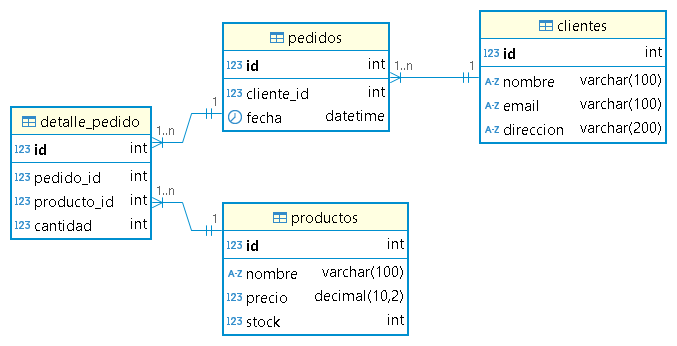 pedidos
123 id int
123 cliente_id int
fecha datetime
1..n
1
clientes
123 id int
A-Z nombre varchar(100)
A-Z email varchar(100)
A-Z direccion varchar(200)
detalle_pedido
123 id int
123 pedido_id int
123 producto_id int
123 cantidad int
1..n
1
1..n
1
productos
123 id int
A-Z nombre varchar(100)
123 precio decimal(10,2)
123 stock int